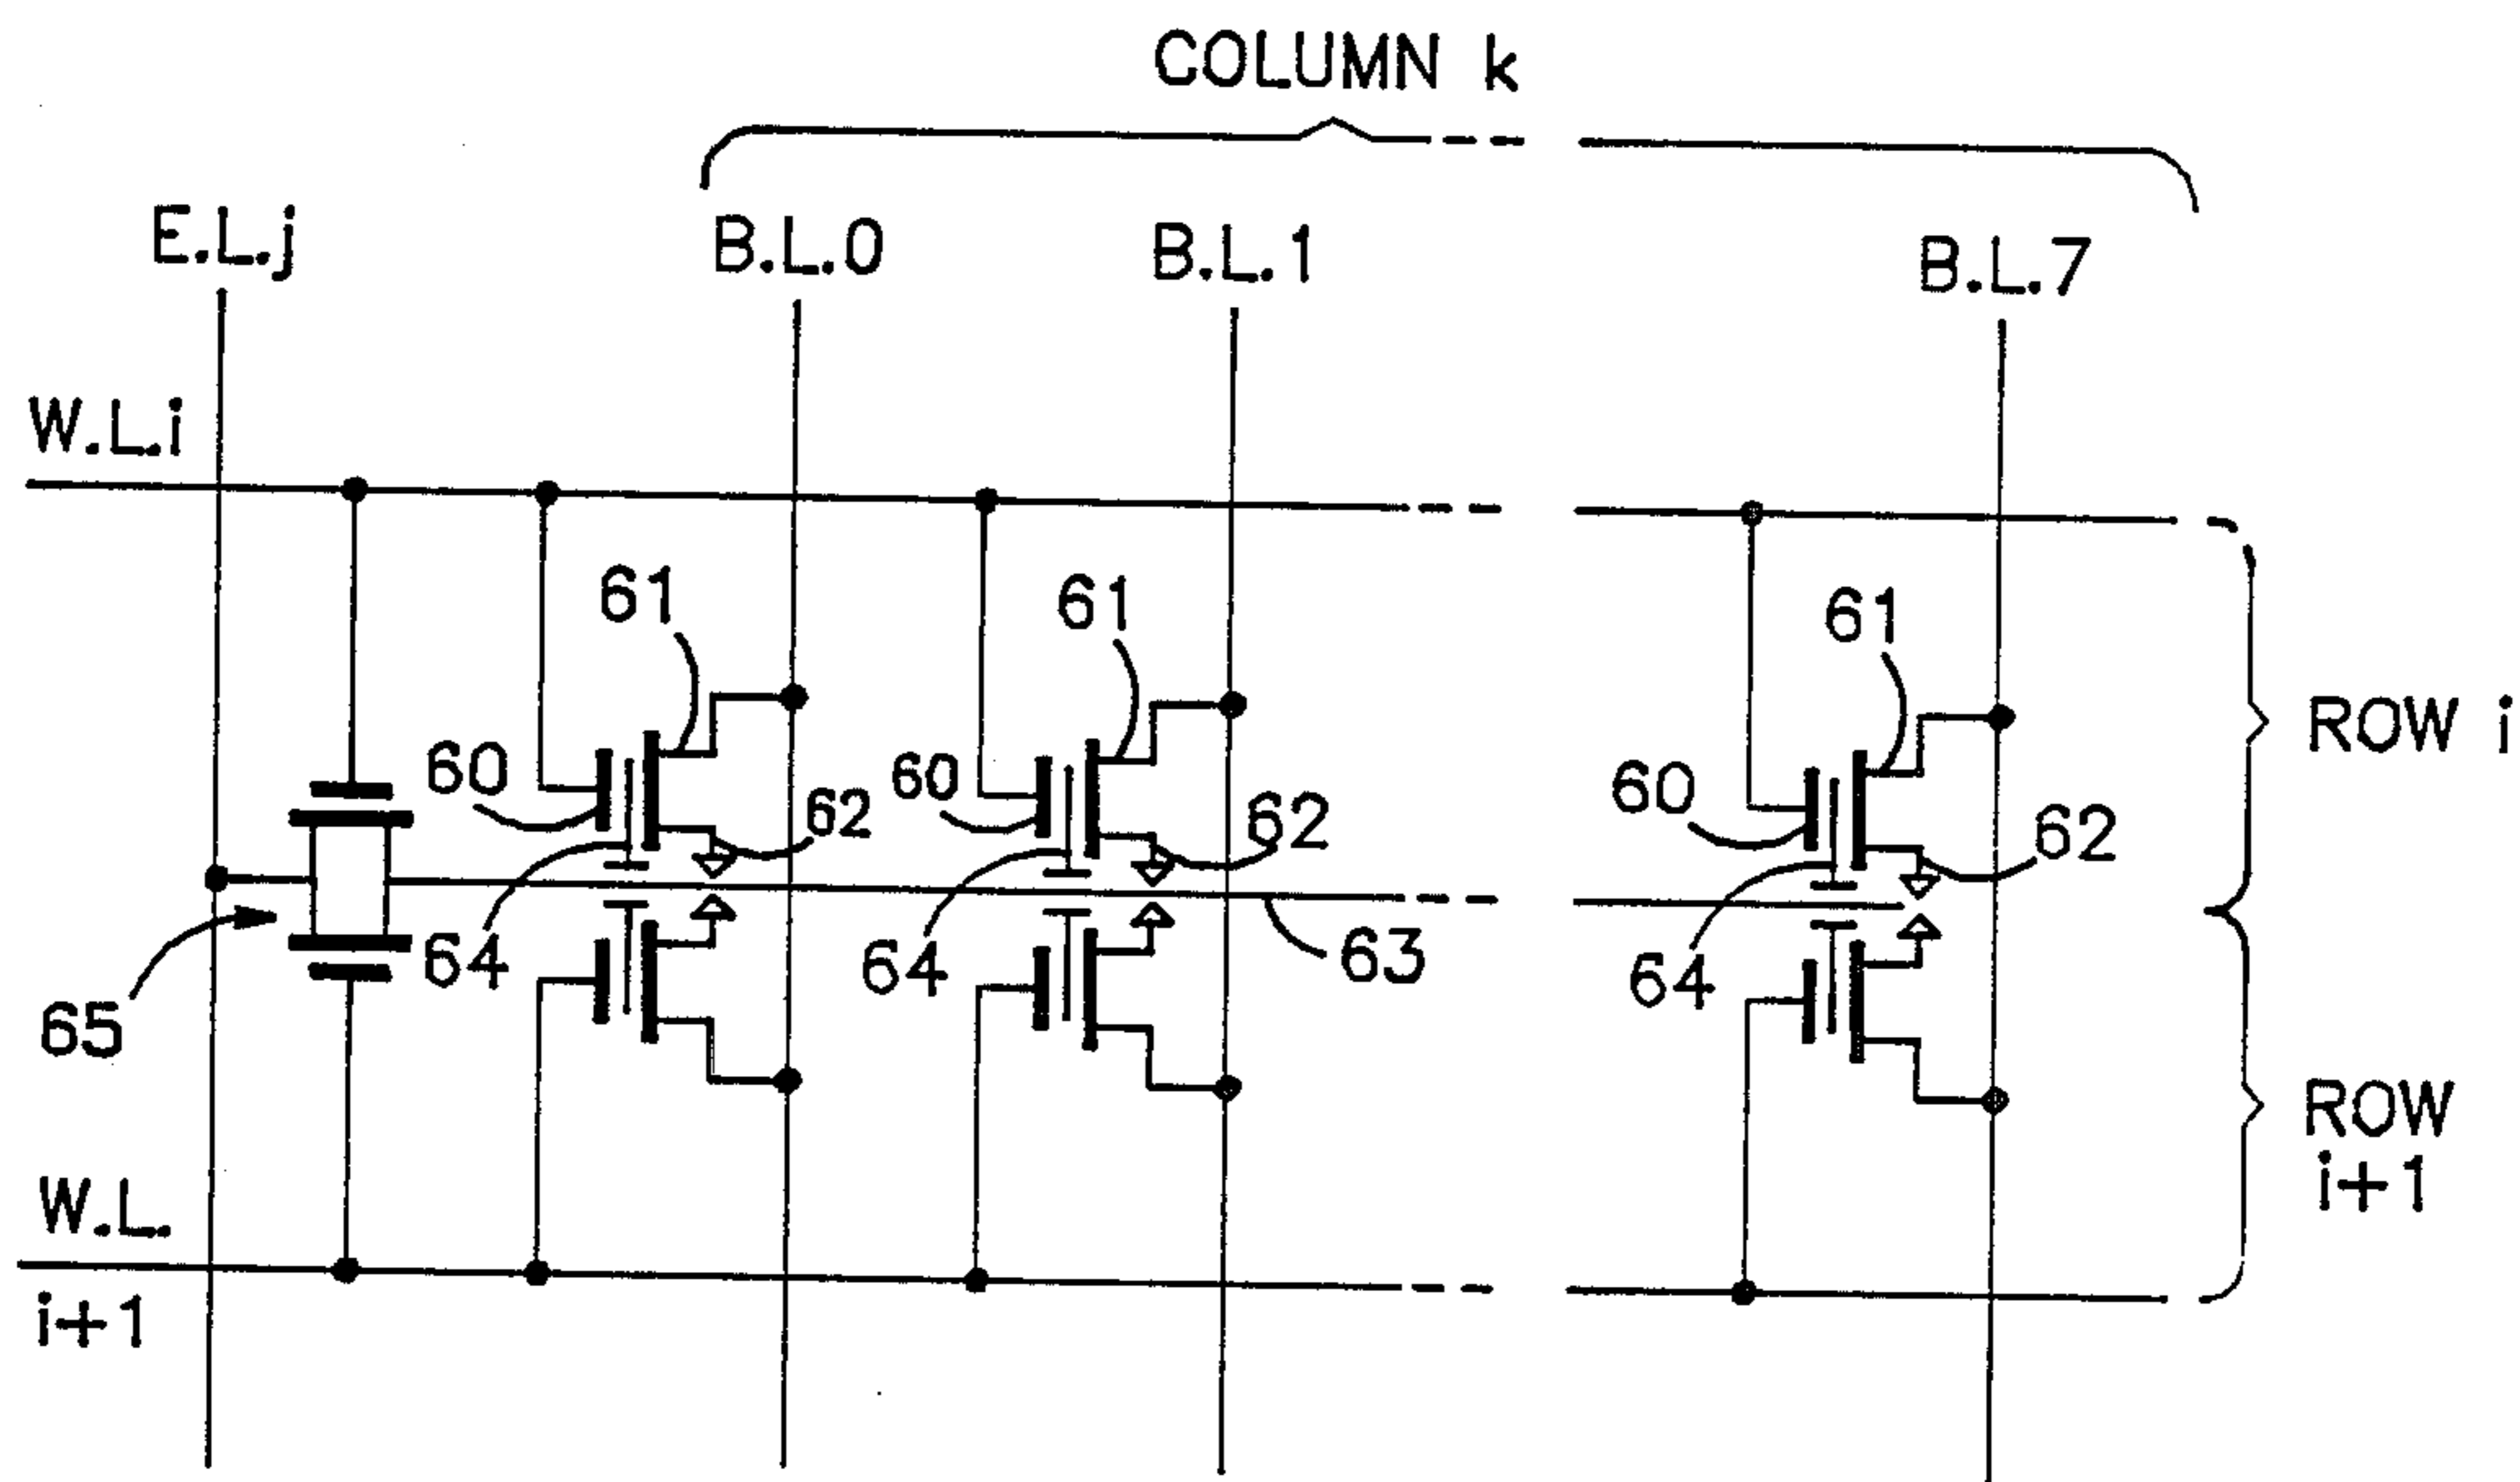 COLUMN k
E.L.j
B.L.0
B.L.1
B.L.7
W.L.i
61
61
61
60
62
60
62
60
62
ROW i
64
64
63
64
65
ROW
i+1
W.L.
i+1